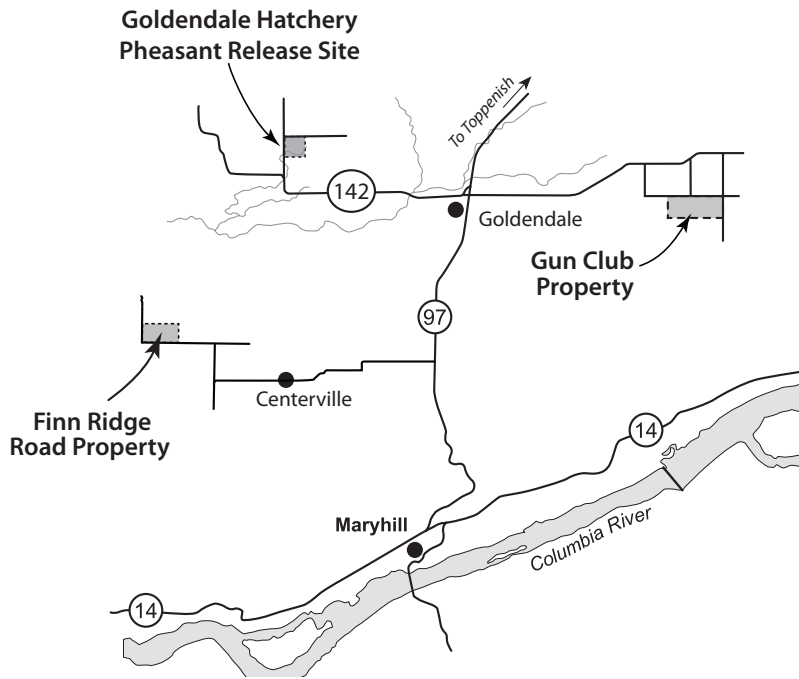 Goldendale Hatchery
Pheasant Release Site
To Toppenish
142
Goldendale
Gun Club
Property
97
Centerville
Finn Ridge
Road Property
14
Maryhill
Columbia River
14